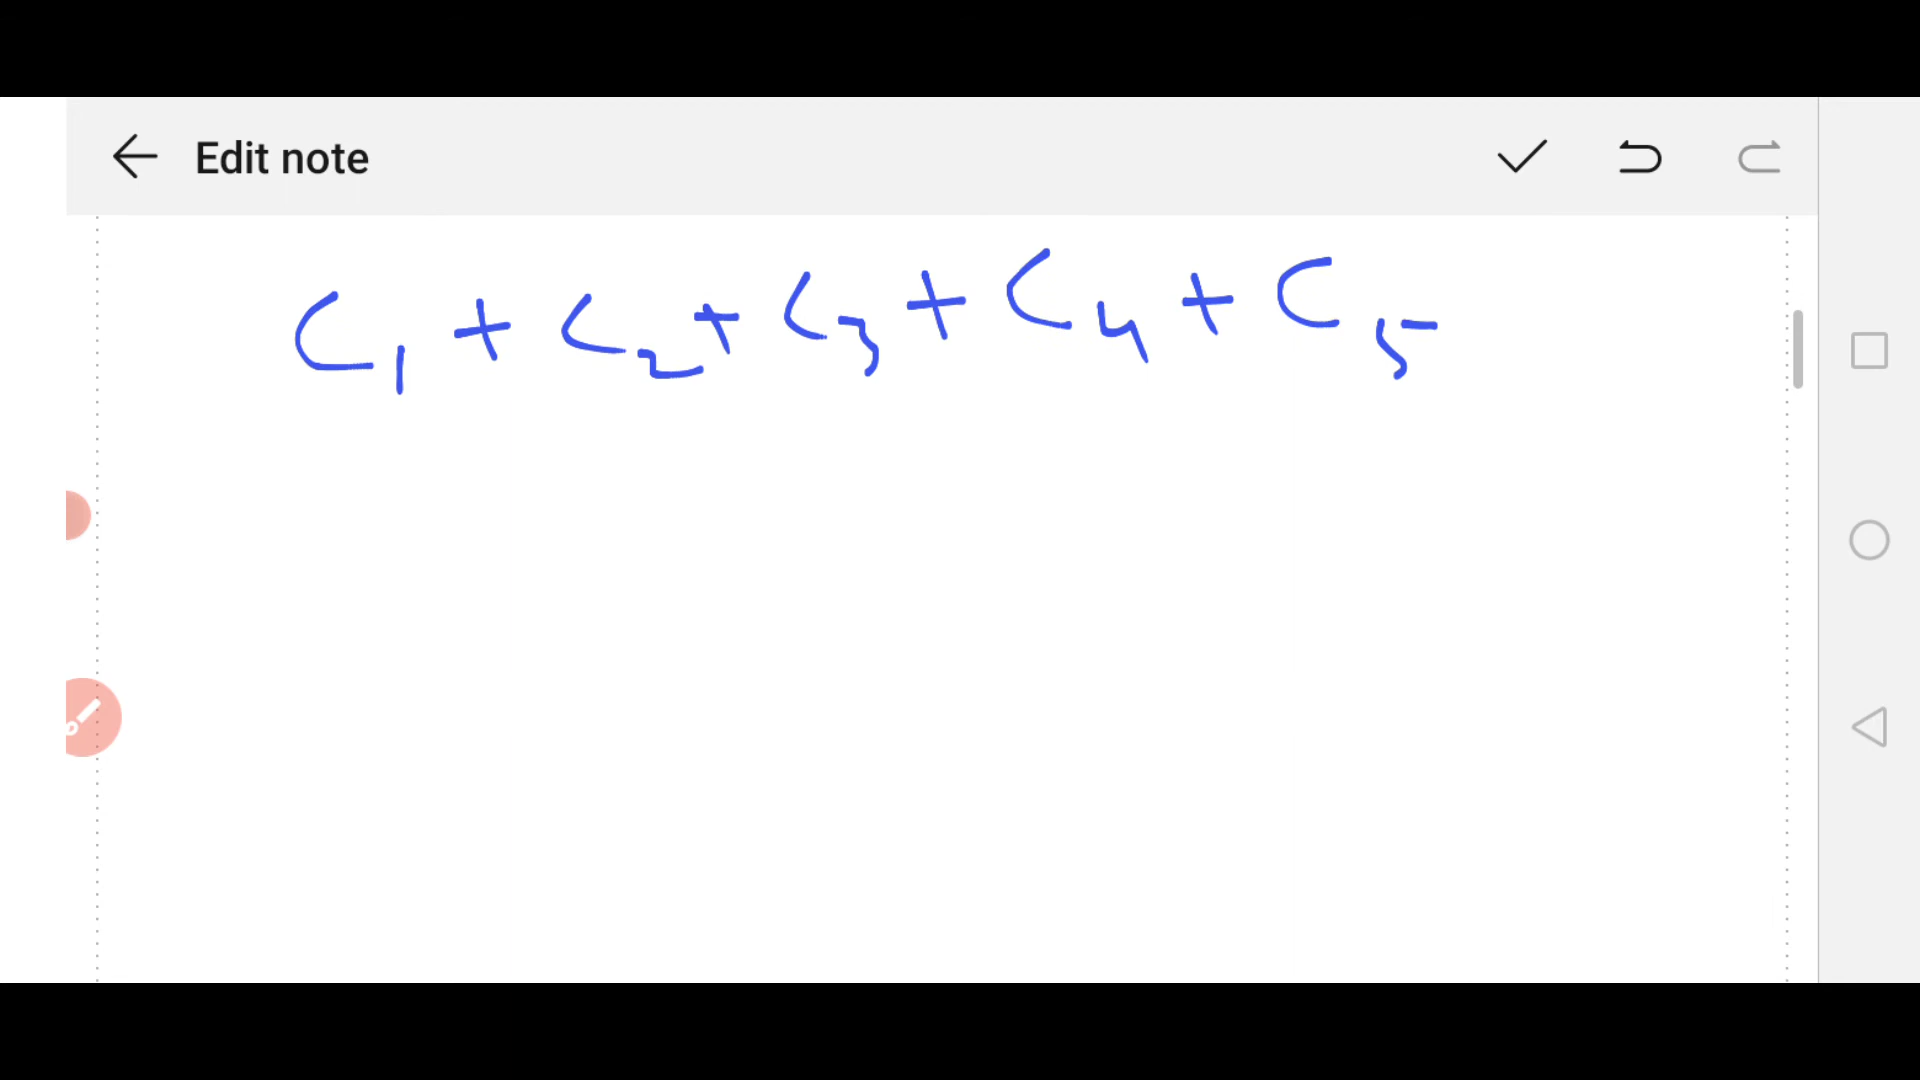 Edit note
C₁ + C₂ + C₃ + C₄ + C₅